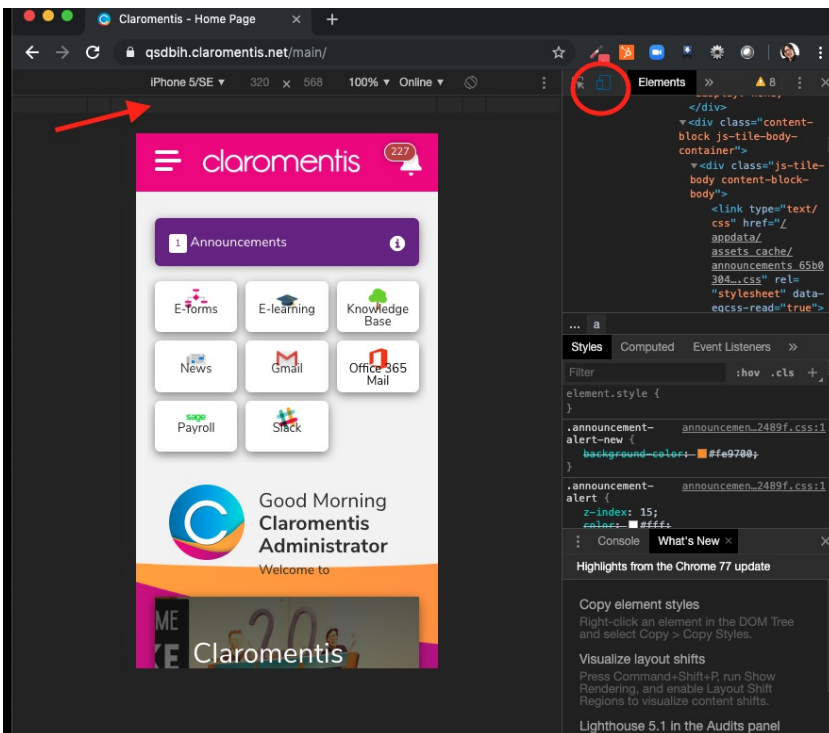 Claromentis - Home Page
qsdbih.claromentis.net/main/
iPhone 5/SE ▼ 320 × 568 100% ▼ Online ▼
Elements » ▲ 8
</div>
▼<div class="content-
block js-tile-body-
container">
▼<div class="js-tile-
body content-block-
body">
<link type="text/
css" href="/
appdata/
assets_cache/
announcements_65b0
304….css" rel=
"stylesheet" data-
eqcss-read="true">
claromentis
227
1 Announcements
E-forms
E-learning
Knowledge
Base
News
Gmail
Office 365
Mail
sage
Payroll
Slack
Good Morning
Claromentis
Administrator
Welcome to
ME
KE
20
Claromentis
... a
Styles Computed Event Listeners »
Filter :hov .cls +
element.style {
}
.announcement-
alert-new {
announcemen…2489f.css:1
background-color: #fe9700;
}
.announcement-
alert {
announcemen…2489f.css:1
z-index: 15;
color: #fff;
Console What's New ×
Highlights from the Chrome 77 update
Copy element styles
Right-click an element in the DOM Tree
and select Copy > Copy Styles.
Visualize layout shifts
Press Command+Shift+P, run Show
Rendering, and enable Layout Shift
Regions to visualize content shifts.
Lighthouse 5.1 in the Audits panel